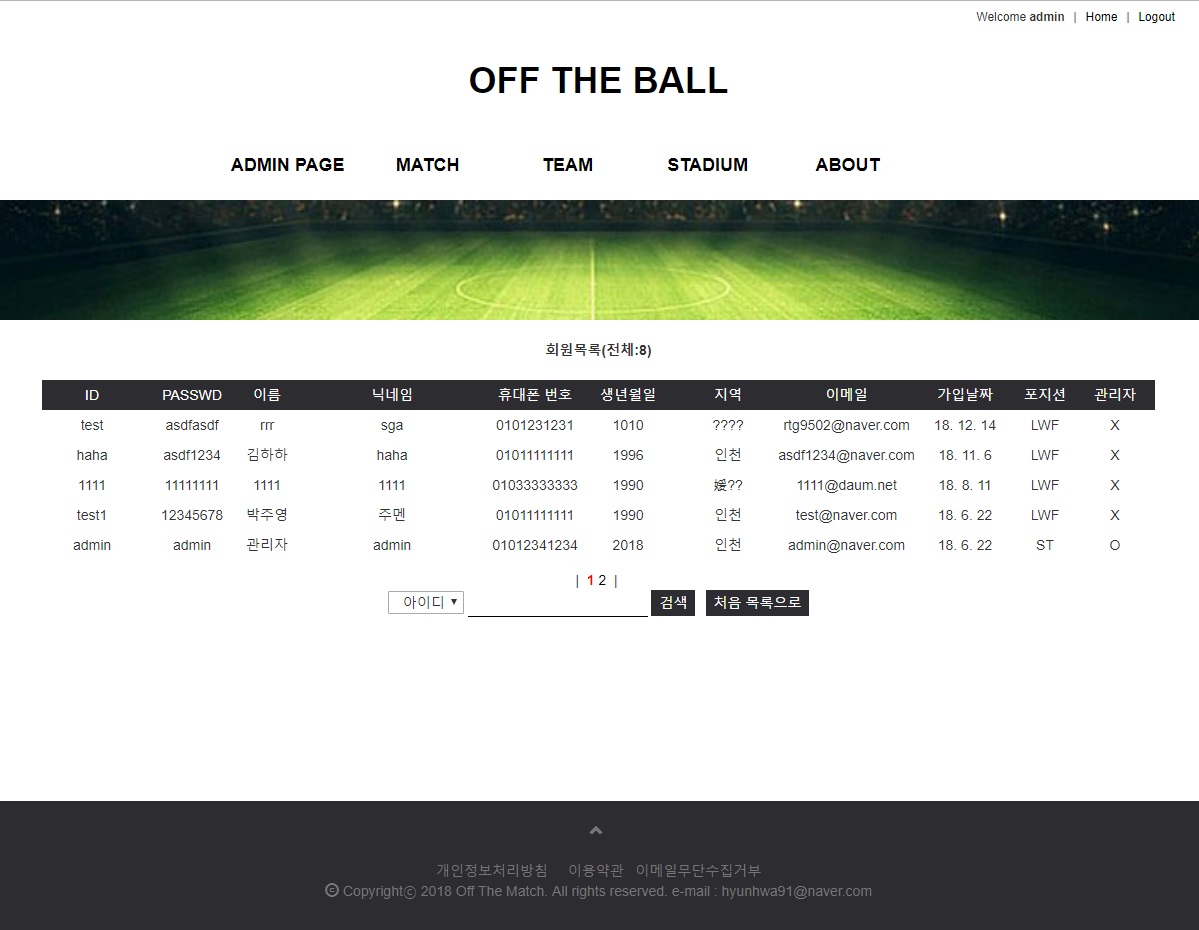 Welcome admin | Home | Logout
OFF THE BALL
ADMIN PAGE MATCH TEAM STADIUM ABOUT
회원목록(전체:8)
ID PASSWD 이름 닉네임 휴대폰 번호 생년월일 지역 이메일 가입날짜 포지션 관리자
test asdfasdf rrr sga 0101231231 1010 ???? rtg9502@naver.com 18. 12. 14 LWF X
haha asdf1234 김하하 haha 01011111111 1996 인천 asdf1234@naver.com 18. 11. 6 LWF X
1111 11111111 1111 1111 01033333333 1990 媛?? 1111@daum.net 18. 8. 11 LWF X
test1 12345678 박주영 주멘 01011111111 1990 인천 test@naver.com 18. 6. 22 LWF X
admin admin 관리자 admin 01012341234 2018 인천 admin@naver.com 18. 6. 22 ST O
| 1 2 |
아이디 ▼ 검색 처음 목록으로
개인정보처리방침 이용약관 이메일무단수집거부
© Copyrightⓒ 2018 Off The Match. All rights reserved. e-mail : hyunhwa91@naver.com